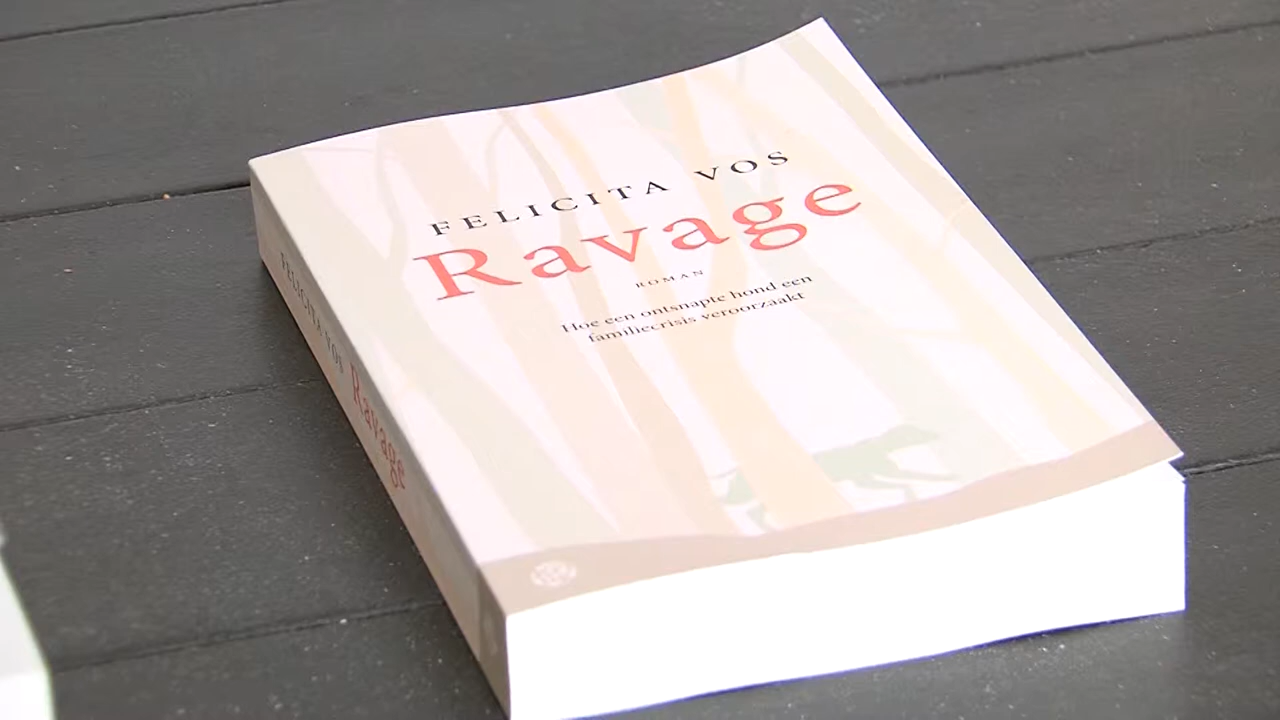 FELICITA VOS
Ravage
ROMAN
Hoe een ontsnapte hond een
familiecrisis veroorzaakt
FELICITA VOS Ravage